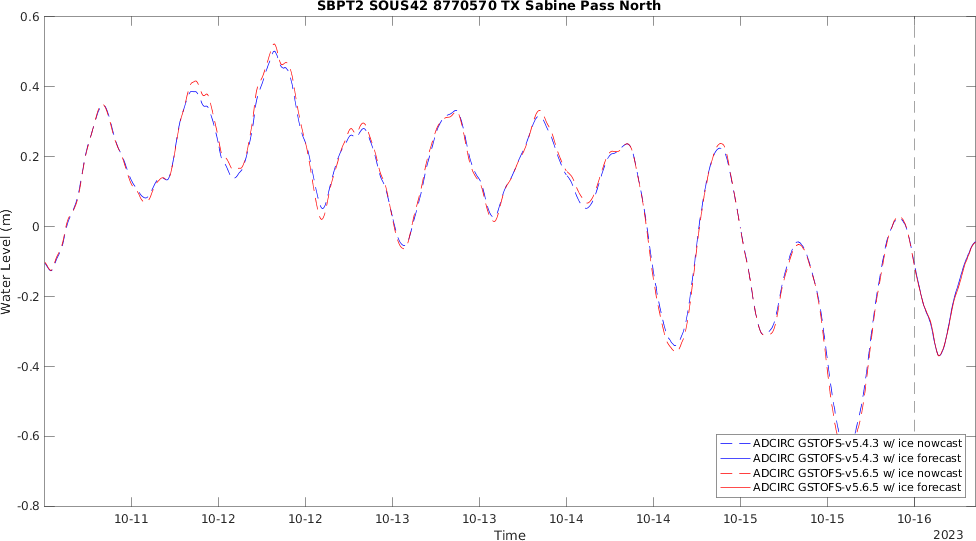 SBPT2 SOUS42 8770570 TX Sabine Pass North
0.6
0.4
0.2
0
-0.2
-0.4
-0.6
-0.8
Water Level (m)
ADCIRC GSTOFS-v5.4.3 w/ ice nowcast
ADCIRC GSTOFS-v5.4.3 w/ ice forecast
ADCIRC GSTOFS-v5.6.5 w/ ice nowcast
ADCIRC GSTOFS-v5.6.5 w/ ice forecast
10-11 10-12 10-12 10-13 10-13 10-14 10-14 10-15 10-15 10-16
Time
2023